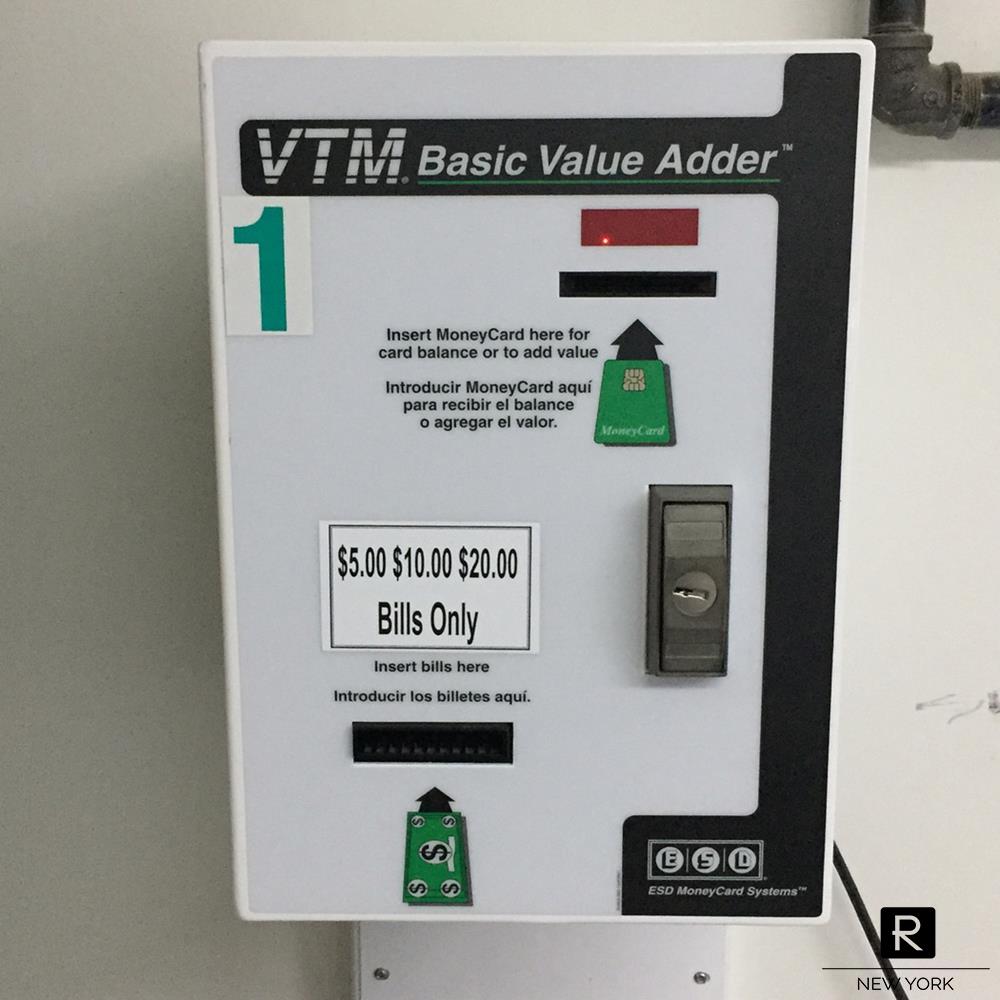 VTM® Basic Value Adder™
1
Insert MoneyCard here for
card balance or to add value
Introducir MoneyCard aquí
para recibir el balance
o agregar el valor.
MoneyCard
$5.00 $10.00 $20.00
Bills Only
Insert bills here
Introducir los billetes aquí.
$ $
$
$ $
ESD
ESD MoneyCard Systems™
R
NEW YORK